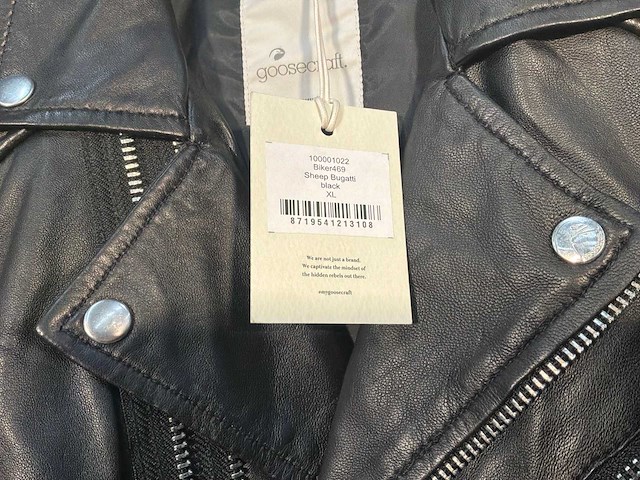 goosecraft.
100001022
Biker469
Sheep Bugatti
black
XL
8719541213108
We are not just a brand.
We captivate the mindset of
the hidden rebels out there.
#mygoosecraft